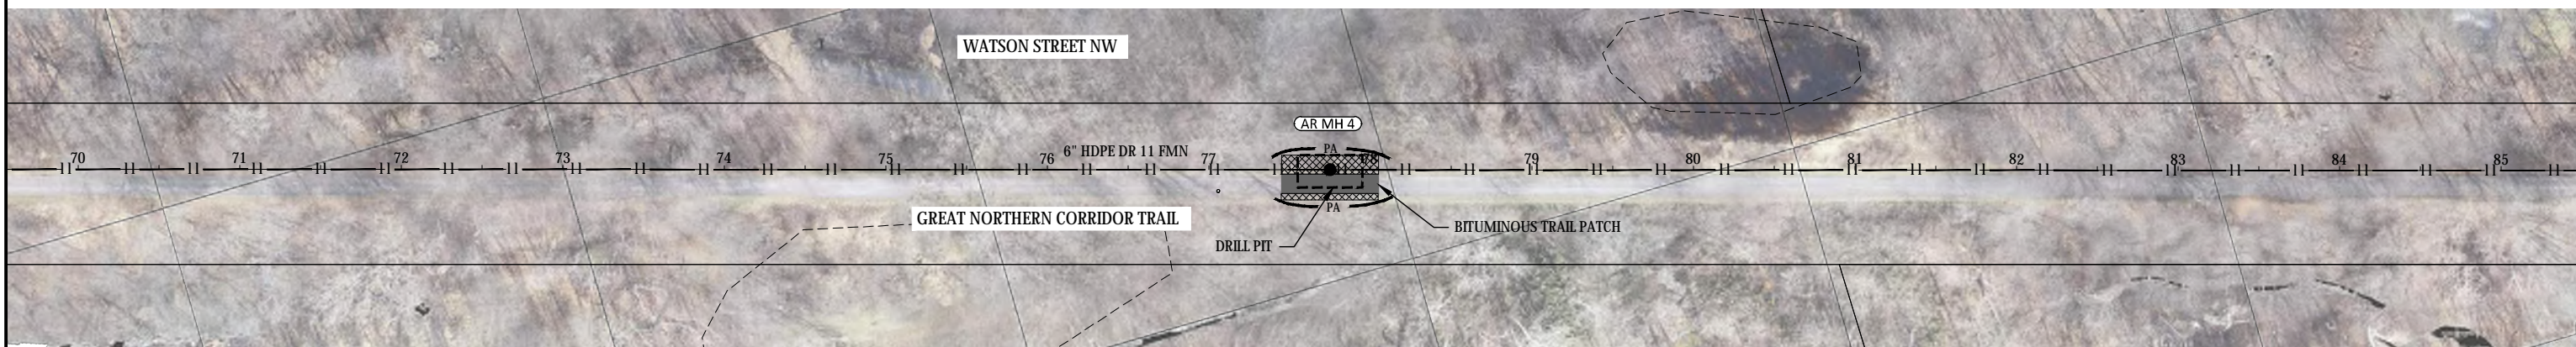 WATSON STREET NW
AR MH 4
PA
6" HDPE DR 11 FMN
70 71 72 73 74 75 76 77 78 79 80 81 82 83 84 85
PA
GREAT NORTHERN CORRIDOR TRAIL
BITUMINOUS TRAIL PATCH
DRILL PIT